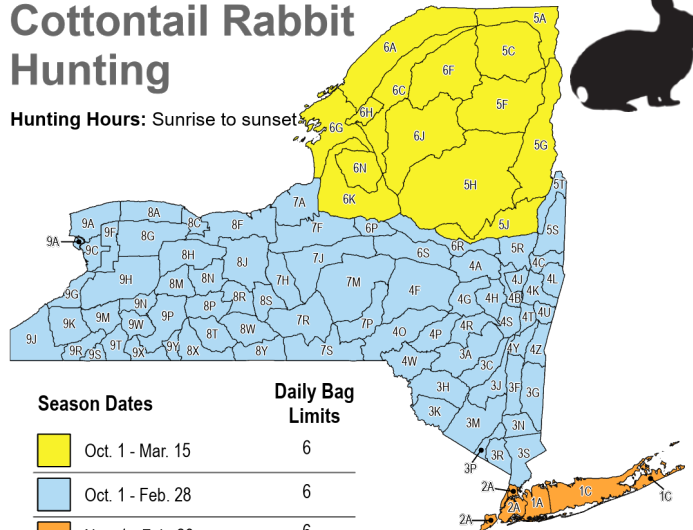 Cottontail Rabbit
Hunting
Hunting Hours: Sunrise to sunset
5A
6A
5C
6F
6C
6H
5F
6G
6J
5G
6N
5H
6K
5T
7A
8A
9A
8C
5J
9F
8F
7F
6P
5S
9A
8G
9C
6R
5R
8H
8J
7J
6S
4A
4C
9H
8M
8N
7H
7M
4F
4J
4L
9G
8R
8S
4G
4H
4B
4K
9N
8P
9K
9M
9W
9P
7R
7P
4R
4S
4T
4U
9J
8T
8W
4O
4P
9R
9S
9T
9X
9Y
8X
8Y
7S
4W
3A
3C
4Y
4Z
3H
3J
3F
3G
3K
3M
3N
3P
3R
3S
2A
1C
1A
2A
1C
2A
Season Dates
Daily Bag
Limits
Oct. 1 - Mar. 15 6
Oct. 1 - Feb. 28 6